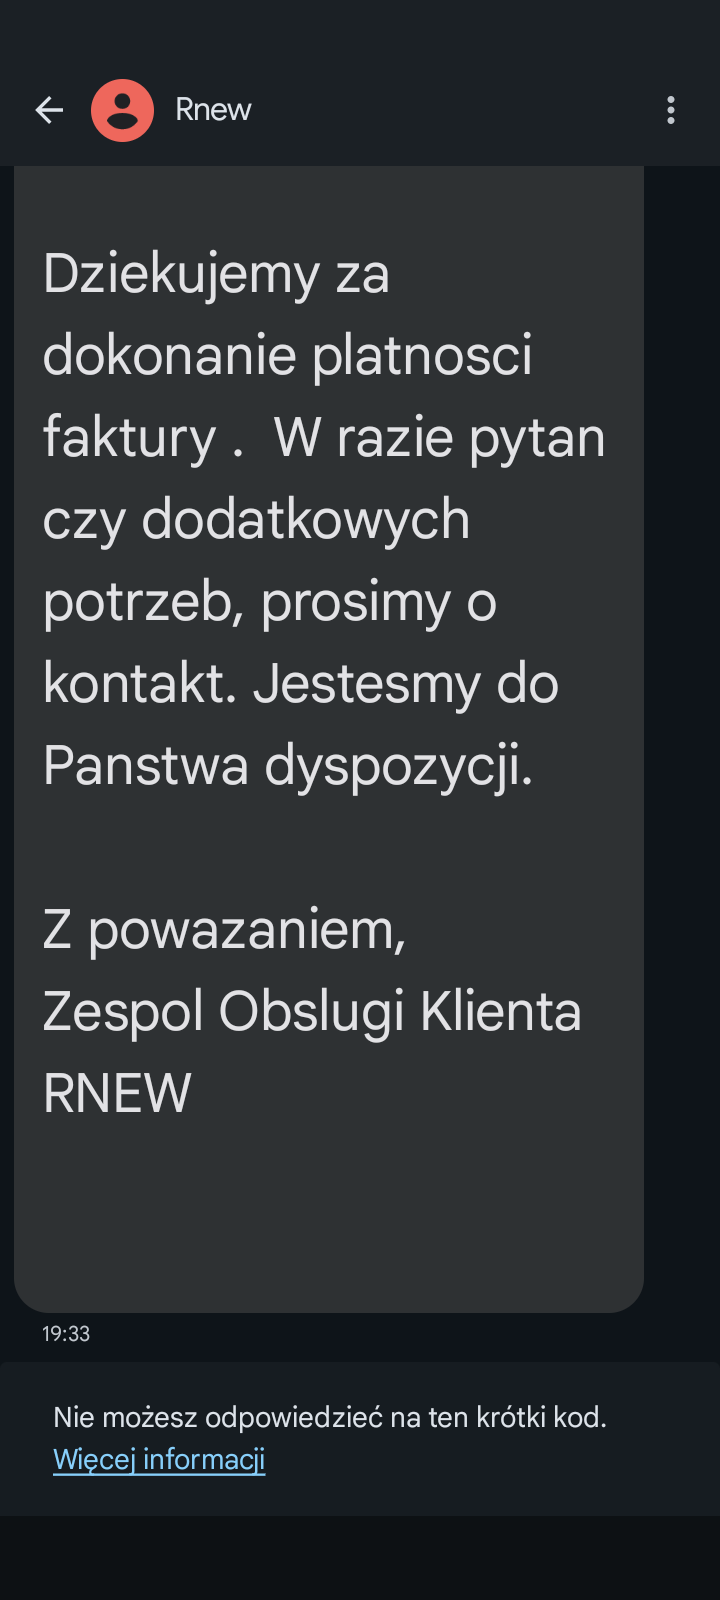 Rnew
Dziekujemy za
dokonanie platnosci
faktury .  W razie pytan
czy dodatkowych
potrzeb, prosimy o
kontakt. Jestesmy do
Panstwa dyspozycji.
Z powazaniem,
Zespol Obslugi Klienta
RNEW
19:33
Nie możesz odpowiedzieć na ten krótki kod.
Więcej informacji